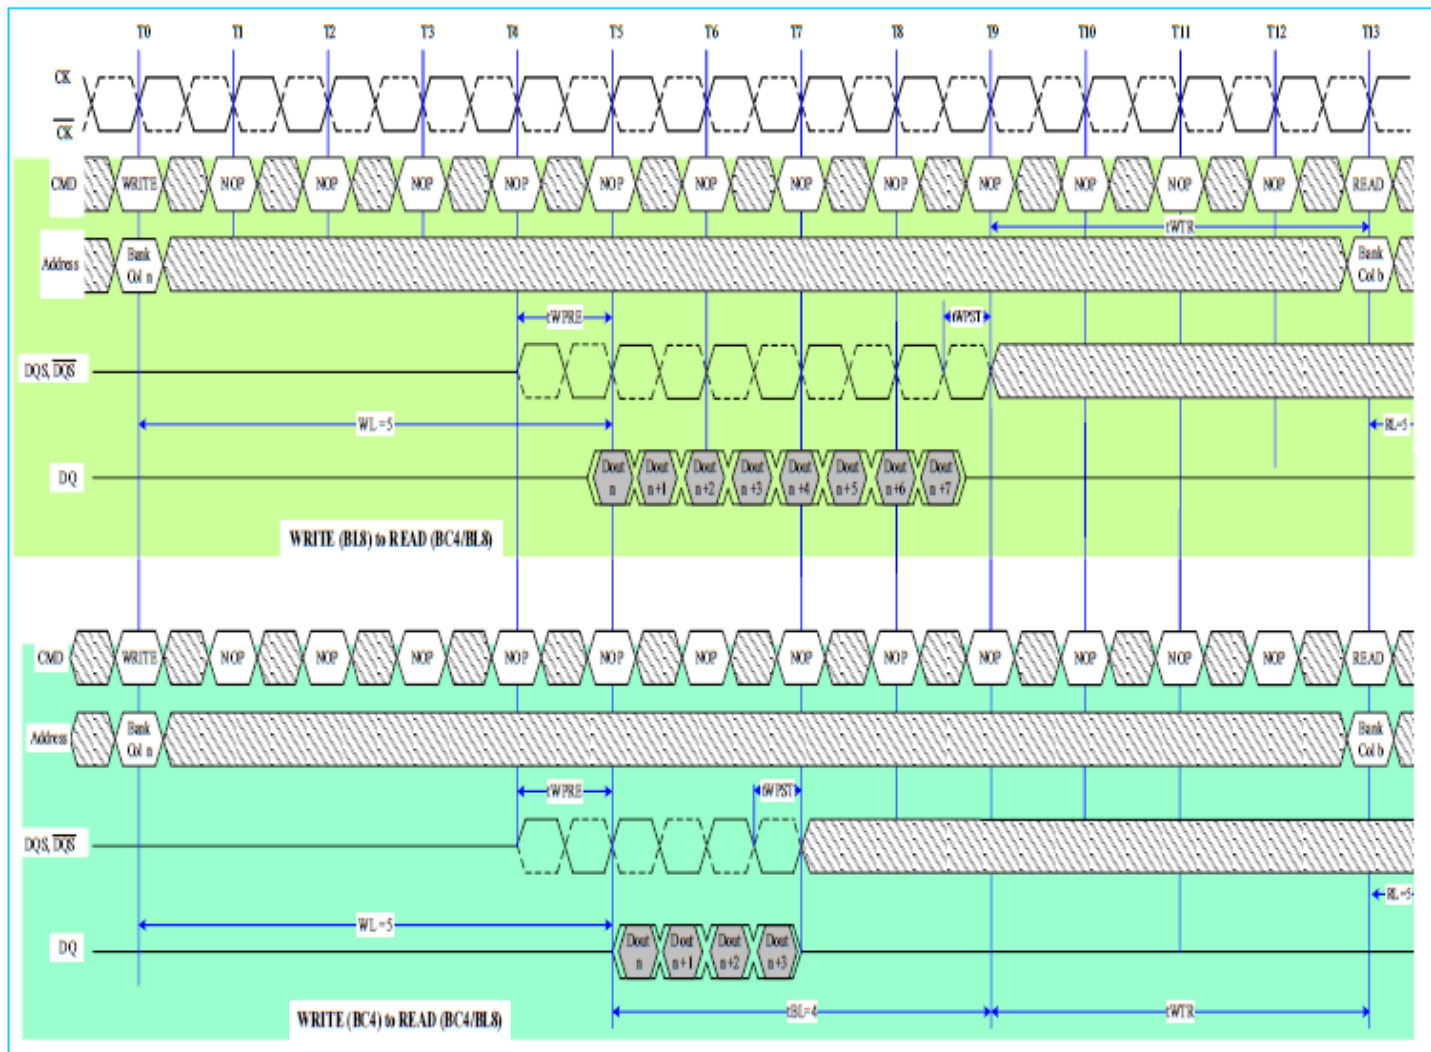 T0 T1 T2 T3 T4 T5 T6 T7 T8 T9 T10 T11 T12 T13
CK
CK
CMD WRITE NOP NOP NOP NOP NOP NOP NOP NOP NOP NOP NOP NOP READ
tWTR
Address Bank Col n Bank Col b
tWPRE tWPST
DQS, DQS
WL=5 RL=5
DQ Dout n Dout n+1 Dout n+2 Dout n+3 Dout n+4 Dout n+5 Dout n+6 Dout n+7
WRITE (BL8) to READ (BC4/BL8)
CMD WRITE NOP NOP NOP NOP NOP NOP NOP NOP NOP NOP NOP NOP READ
Address Bank Col n Bank Col b
tWPRE tWPST
DQS, DQS
RL=5
WL=5
DQ Dout n Dout n+1 Dout n+2 Dout n+3
tBL=4 tWTR
WRITE (BC4) to READ (BC4/BL8)